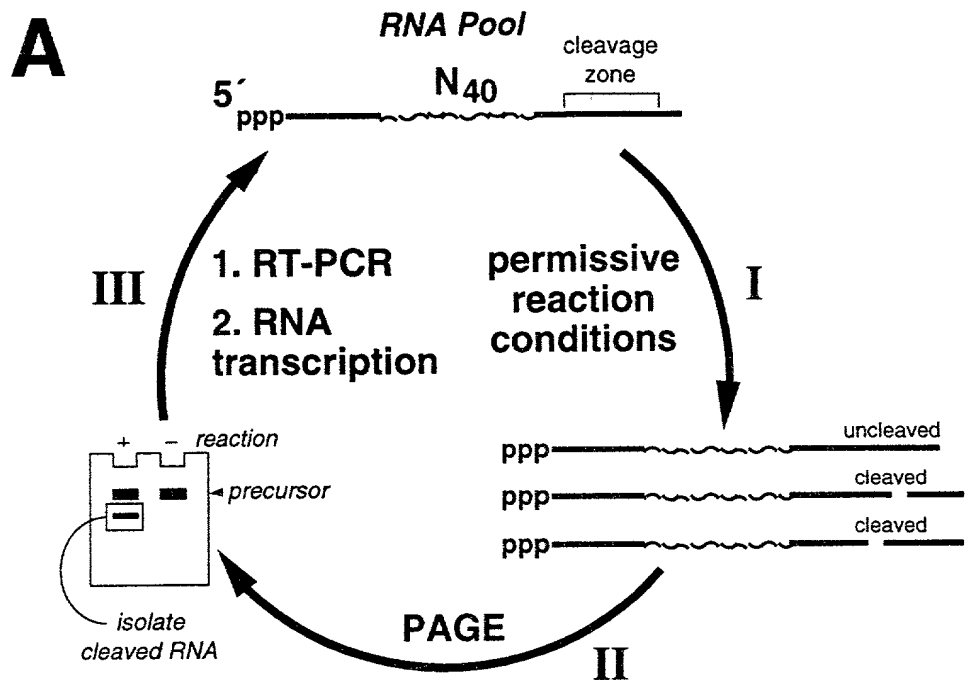 A
RNA Pool
cleavage
zone
5´
N40
ppp
III
1. RT-PCR
2. RNA
transcription
permissive
reaction
conditions
I
+ − reaction
precursor
isolate
cleaved RNA
ppp
uncleaved
ppp
cleaved
ppp
cleaved
PAGE
II